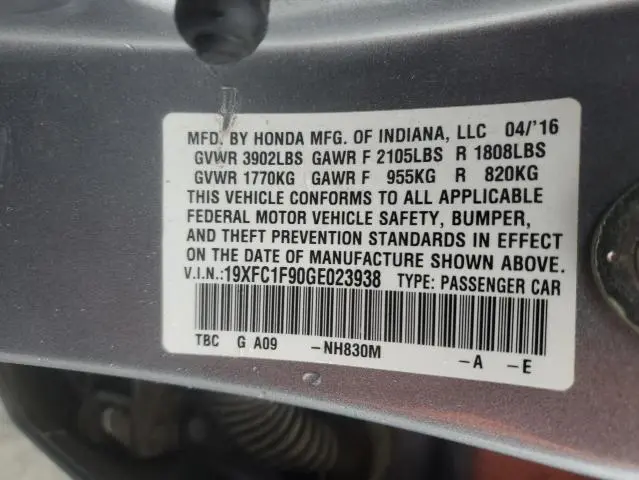 MFD. BY HONDA MFG. OF INDIANA, LLC 04/'16
GVWR 3902LBS GAWR F 2105LBS R 1808LBS
GVWR 1770KG GAWR F 955KG R 820KG
THIS VEHICLE CONFORMS TO ALL APPLICABLE
FEDERAL MOTOR VEHICLE SAFETY, BUMPER,
AND THEFT PREVENTION STANDARDS IN EFFECT
ON THE DATE OF MANUFACTURE SHOWN ABOVE.
V.I.N.:19XFC1F90GE023938 TYPE: PASSENGER CAR
TBC G A09 -NH830M -A -E